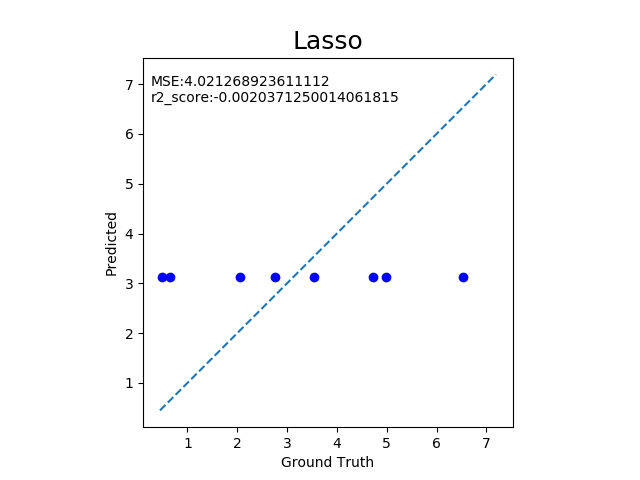 Lasso
MSE:4.021268923611112
r2_score:-0.0020371250014061815
7
6
5
4
3
2
1
Predicted
1 2 3 4 5 6 7
Ground Truth